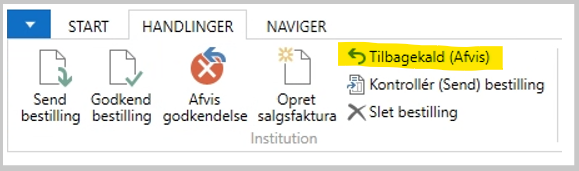 START HANDLINGER NAVIGER
Send bestilling
Godkend bestilling
Afvis godkendelse
Opret salgsfaktura
Tilbagekald (Afvis)
Kontrollér (Send) bestilling
Slet bestilling
Institution